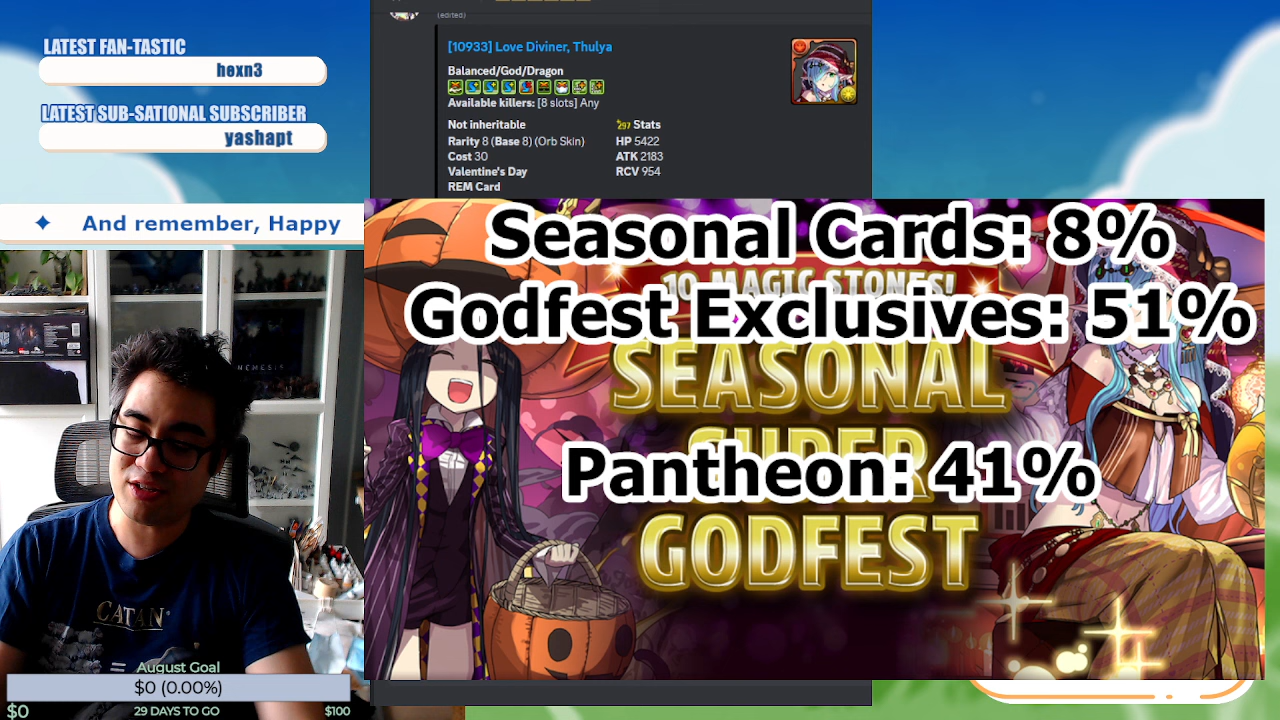 LATEST FAN-TASTIC
hexn3
LATEST SUB-SATIONAL SUBSCRIBER
yashapt
✦ And remember, Happy
(edited)
[10933] Love Diviner, Thulya
Balanced/God/Dragon
Available killers: [8 slots] Any
Not inheritable
Rarity 8 (Base 8) (Orb Skin)
Cost 30
Valentine's Day
REM Card
+297 Stats
HP 5422
ATK 2183
RCV 954
Seasonal Cards: 8%
10 MAGIC STONES!
Godfest Exclusives: 51%
SEASONAL
SUPER
Pantheon: 41%
GODFEST
NEMESIS
CATAN
August Goal
$0 (0.00%)
$0
29 DAYS TO GO
$100